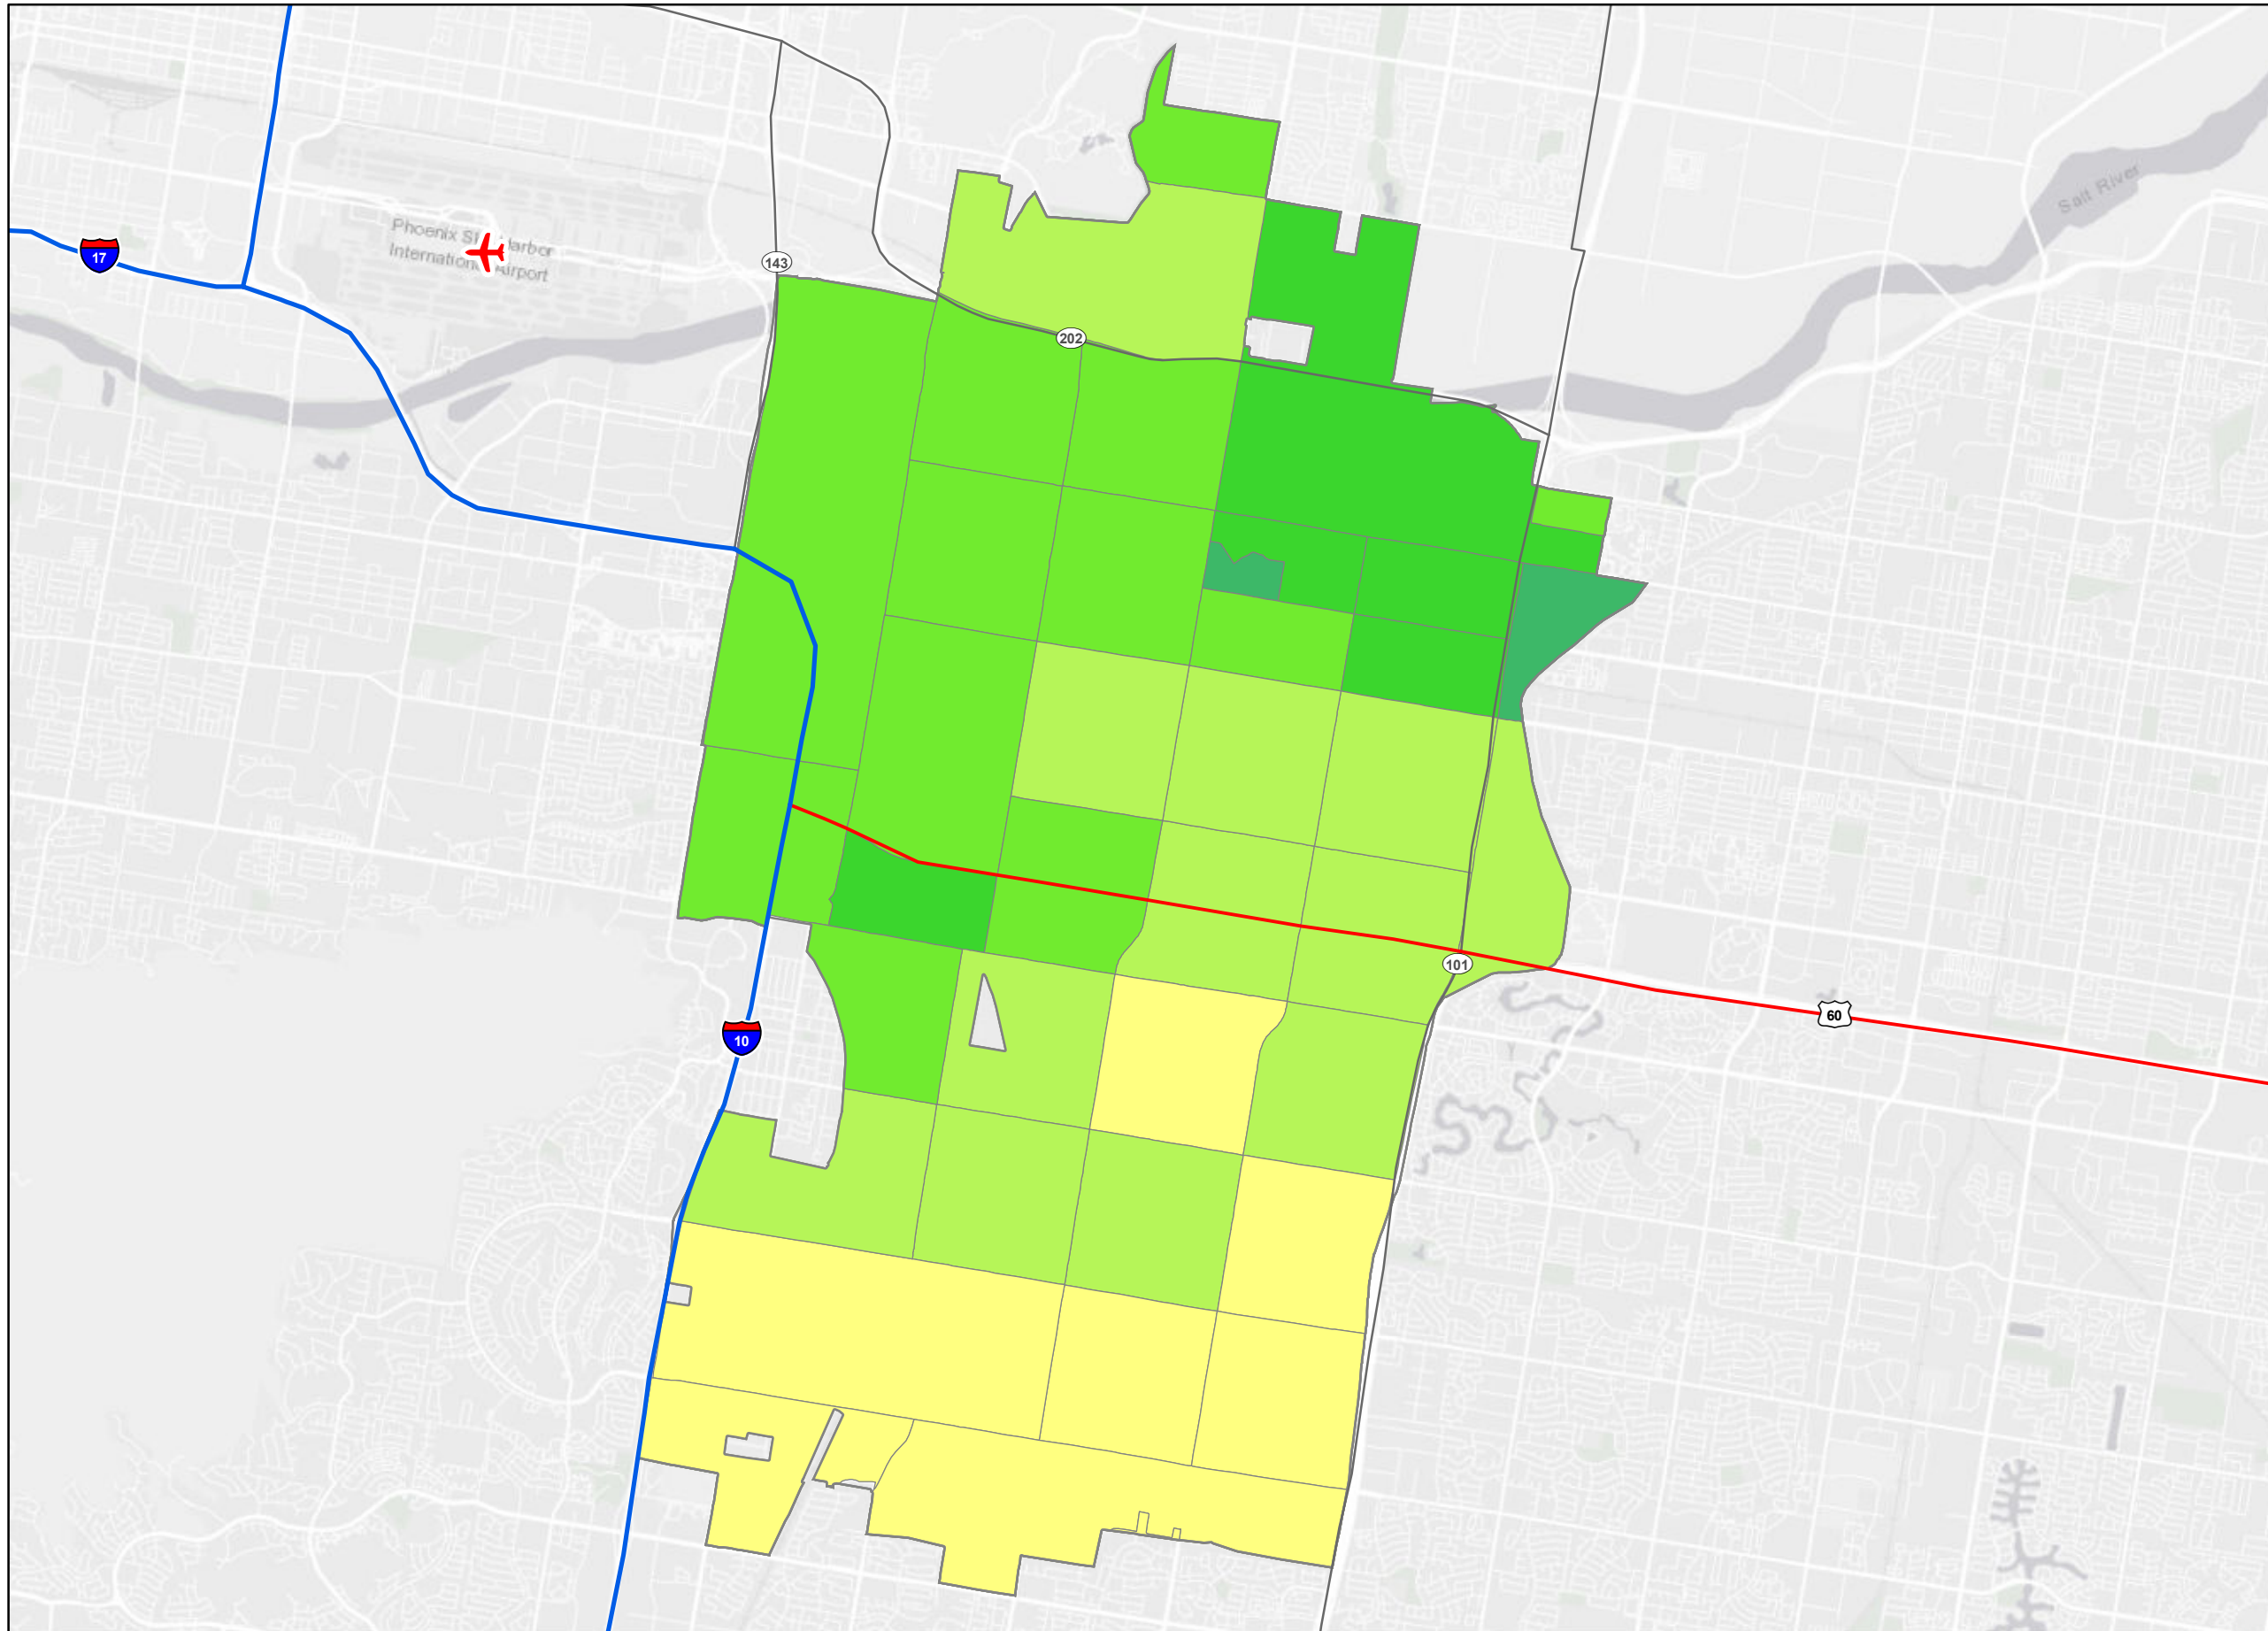 Salt River
Phoenix Sky Harbor
International Airport
17
143
202
101
60
10